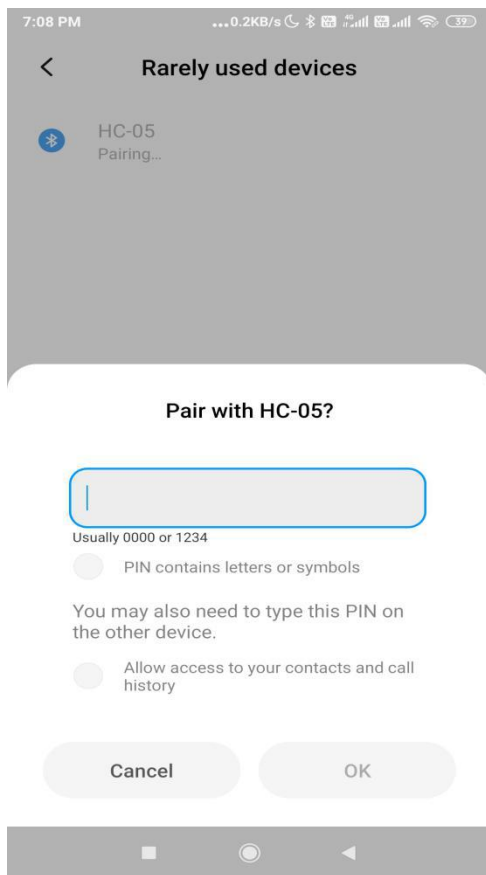 7:08 PM ...0.2KB/s 4G 39
Rarely used devices
HC-05
Pairing...
Pair with HC-05?
Usually 0000 or 1234
PIN contains letters or symbols
You may also need to type this PIN on
the other device.
Allow access to your contacts and call
history
Cancel OK